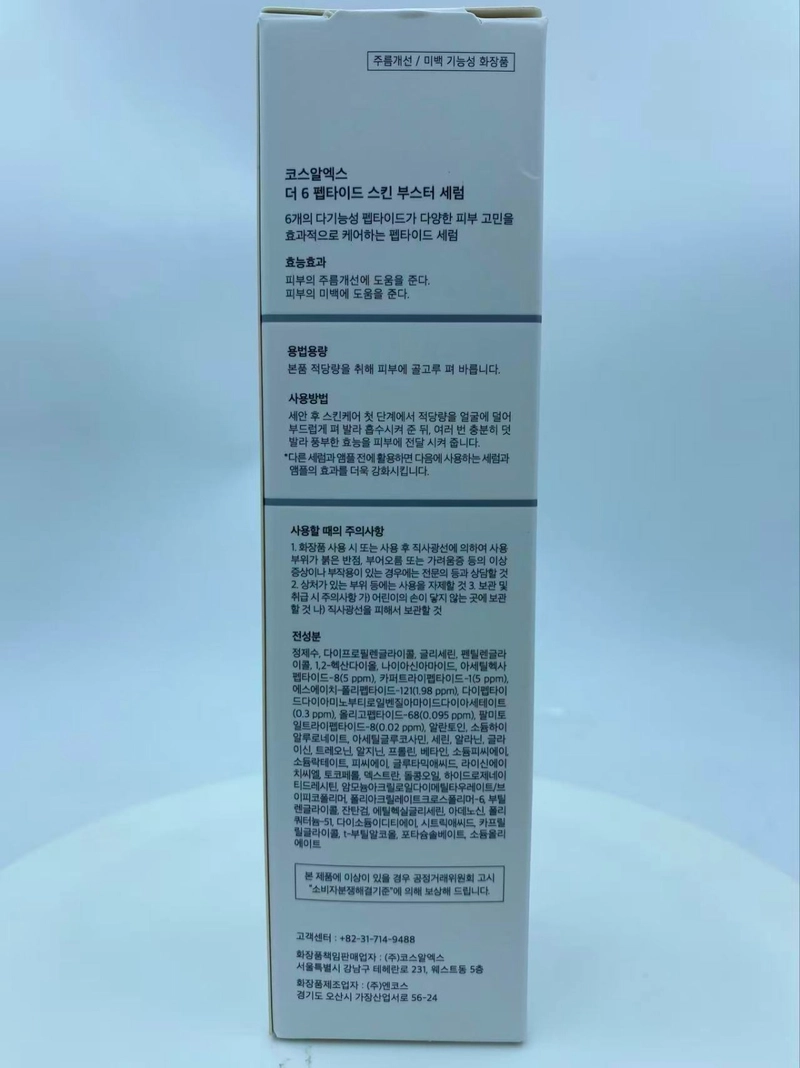 주름개선 / 미백 기능성 화장품
코스알엑스
더 6 펩타이드 스킨 부스터 세럼
6개의 다기능성 펩타이드가 다양한 피부 고민을
효과적으로 케어하는 펩타이드 세럼
효능효과
피부의 주름개선에 도움을 준다.
피부의 미백에 도움을 준다.
용법용량
본품 적당량을 취해 피부에 골고루 펴 바릅니다.
사용방법
세안 후 스킨케어 첫 단계에서 적당량을 얼굴에 덜어
부드럽게 펴 발라 흡수시켜 준 뒤, 여러 번 충분히 덧
발라 풍부한 효능을 피부에 전달 시켜 줍니다.
*다른 세럼과 앰플 전에 활용하면 다음에 사용하는 세럼과
앰플의 효과를 더욱 강화시킵니다.
사용할 때의 주의사항
1. 화장품 사용 시 또는 사용 후 직사광선에 의하여 사용
부위가 붉은 반점, 부어오름 또는 가려움증 등의 이상
증상이나 부작용이 있는 경우에는 전문의 등과 상담할 것
2. 상처가 있는 부위 등에는 사용을 자제할 것 3. 보관 및
취급 시 주의사항 가) 어린이의 손이 닿지 않는 곳에 보관
할 것 나) 직사광선을 피해서 보관할 것
전성분
정제수, 다이프로필렌글라이콜, 글리세린, 펜틸렌글라
이콜, 1,2-헥산다이올, 나이아신아마이드, 아세틸헥사
펩타이드-8(5 ppm), 카퍼트라이펩타이드-1(5 ppm),
에스에이치-폴리펩타이드-121(1.98 ppm), 다이펩타이
드다이아미노부티로일벤질아마이드다이아세테이트
(0.3 ppm), 올리고펩타이드-68(0.095 ppm), 팔미토
일트라이펩타이드-8(0.02 ppm), 알란토인, 소듐하이
알루로네이트, 아세틸글루코사민, 세린, 알라닌, 글라
이신, 트레오닌, 알지닌, 프롤린, 베타인, 소듐피씨에이,
소듐락테이트, 피씨에이, 글루타믹애씨드, 라이신에이
치씨엘, 토코페롤, 덱스트란, 돌콩오일, 하이드로제네이
티드레시틴, 암모늄아크릴로일다이메틸타우레이트/브
이피코폴리머, 폴리아크릴레이트크로스폴리머-6, 부틸
렌글라이콜, 잔탄검, 에틸헥실글리세린, 아데노신, 폴리
쿼터늄-51, 다이소듐이디티에이, 시트릭애씨드, 카프릴
릴글라이콜, t-부틸알코올, 포타슘솔베이트, 소듐올리
에이트
본 제품에 이상이 있을 경우 공정거래위원회 고시
"소비자분쟁해결기준"에 의해 보상해 드립니다.
고객센터 : +82-31-714-9488
화장품책임판매업자 : (주)코스알엑스
서울특별시 강남구 테헤란로 231, 웨스트동 5층
화장품제조업자 : (주)엔코스
경기도 오산시 가장산업서로 56-24